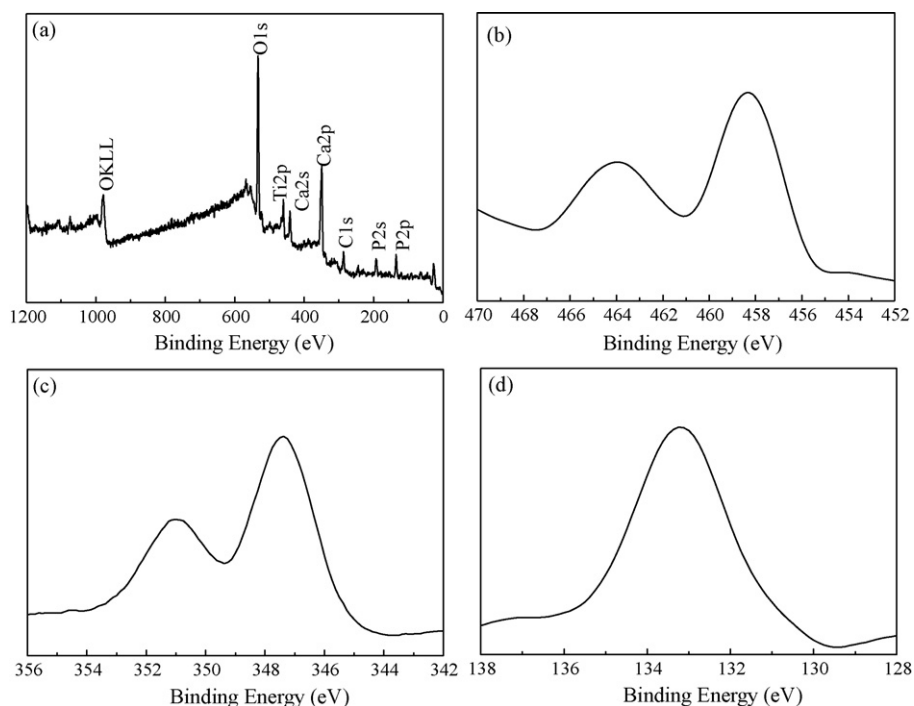 (a)
OKLL
O1s
Ti2p
Ca2s
Ca2p
C1s
P2s
P2p
1200 1000 800 600 400 200 0
Binding Energy (eV)
(b)
470 468 466 464 462 460 458 456 454 452
Binding Energy (eV)
(c)
356 354 352 350 348 346 344 342
Binding Energy (eV)
(d)
138 136 134 132 130 128
Binding Energy (eV)